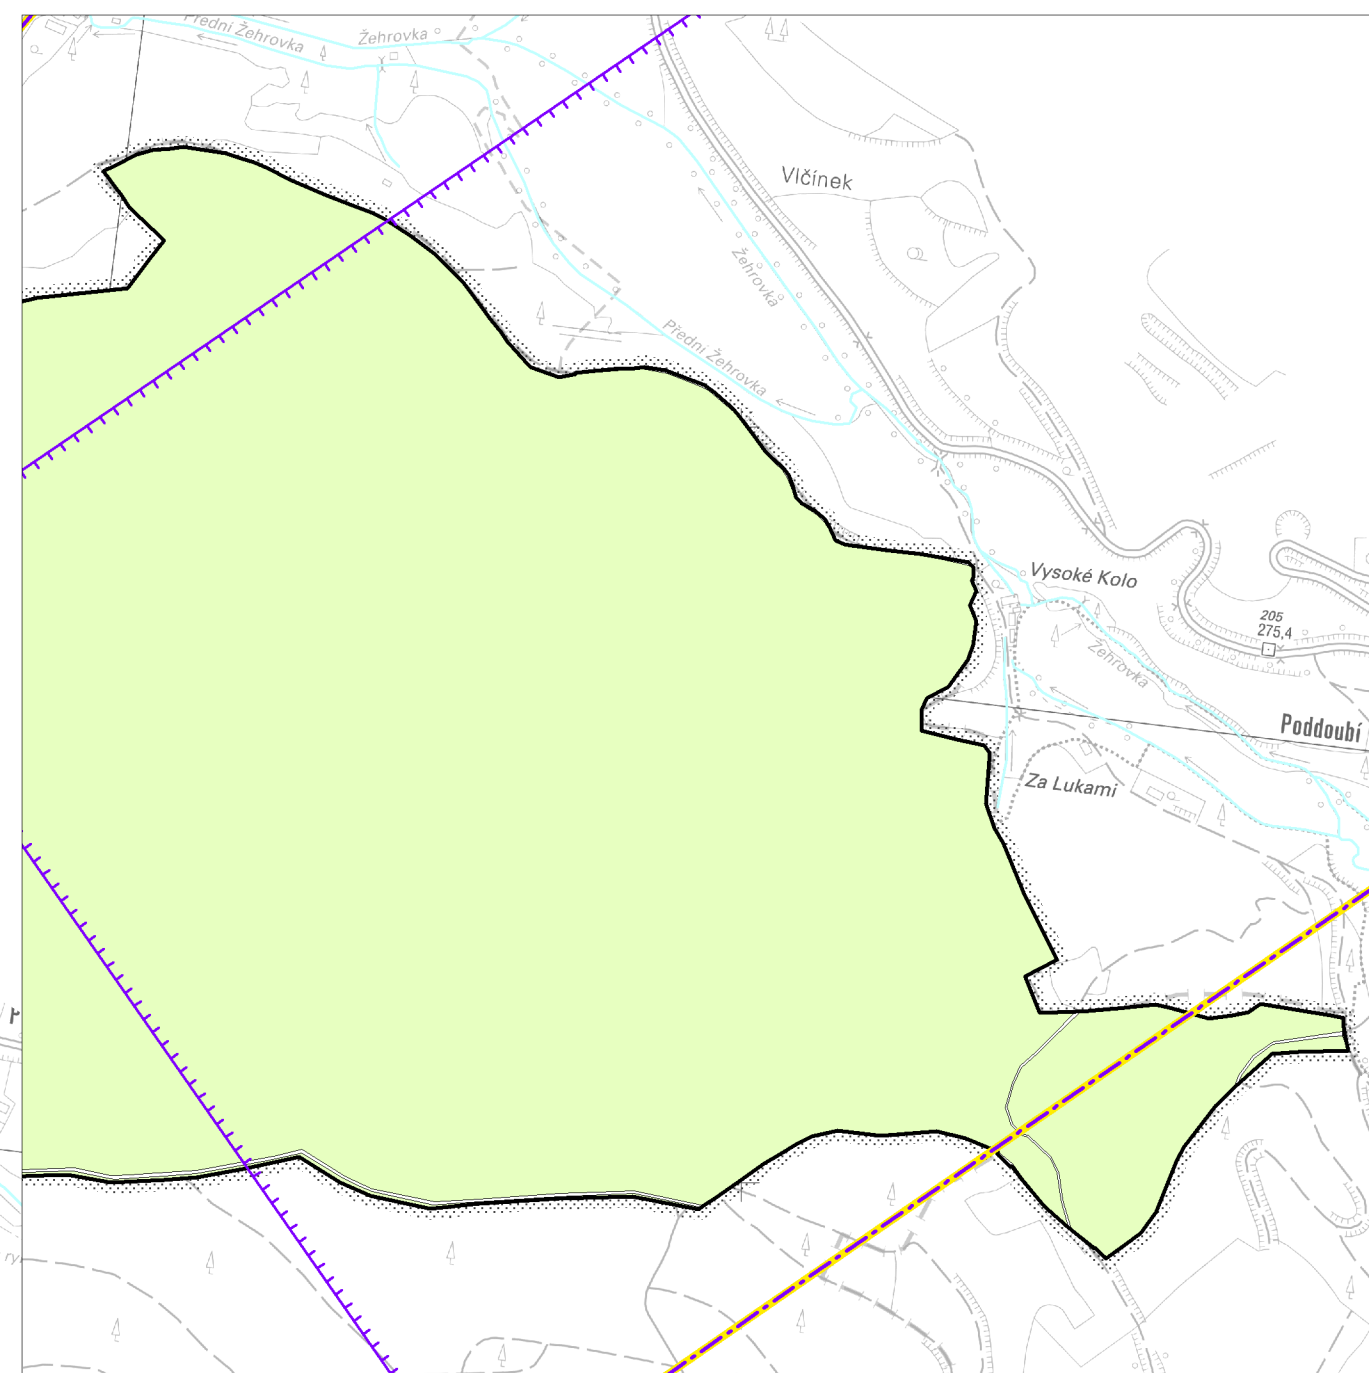 Přední Žehrovka
Žehrovka
Vlčínek
Žehrovka
Přední Žehrovka
Vysoké Kolo
205
275,4
Žehrovka
Poddoubí
Za Lukami